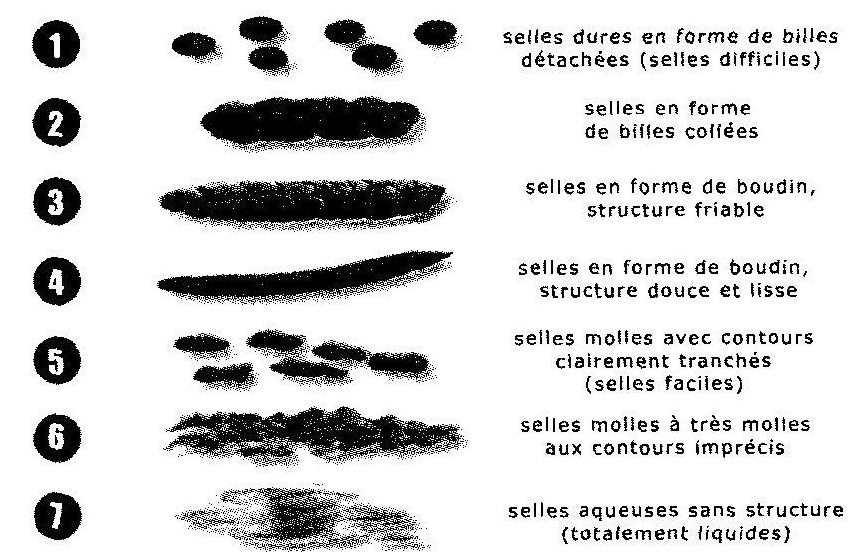 1
selles dures en forme de billes
détachées (selles difficiles)
2
selles en forme
de billes collées
3
selles en forme de boudin,
structure friable
4
selles en forme de boudin,
structure douce et lisse
5
selles molles avec contours
clairement tranchés
(selles faciles)
6
selles molles à très molles
aux contours imprécis
7
selles aqueuses sans structure
(totalement liquides)